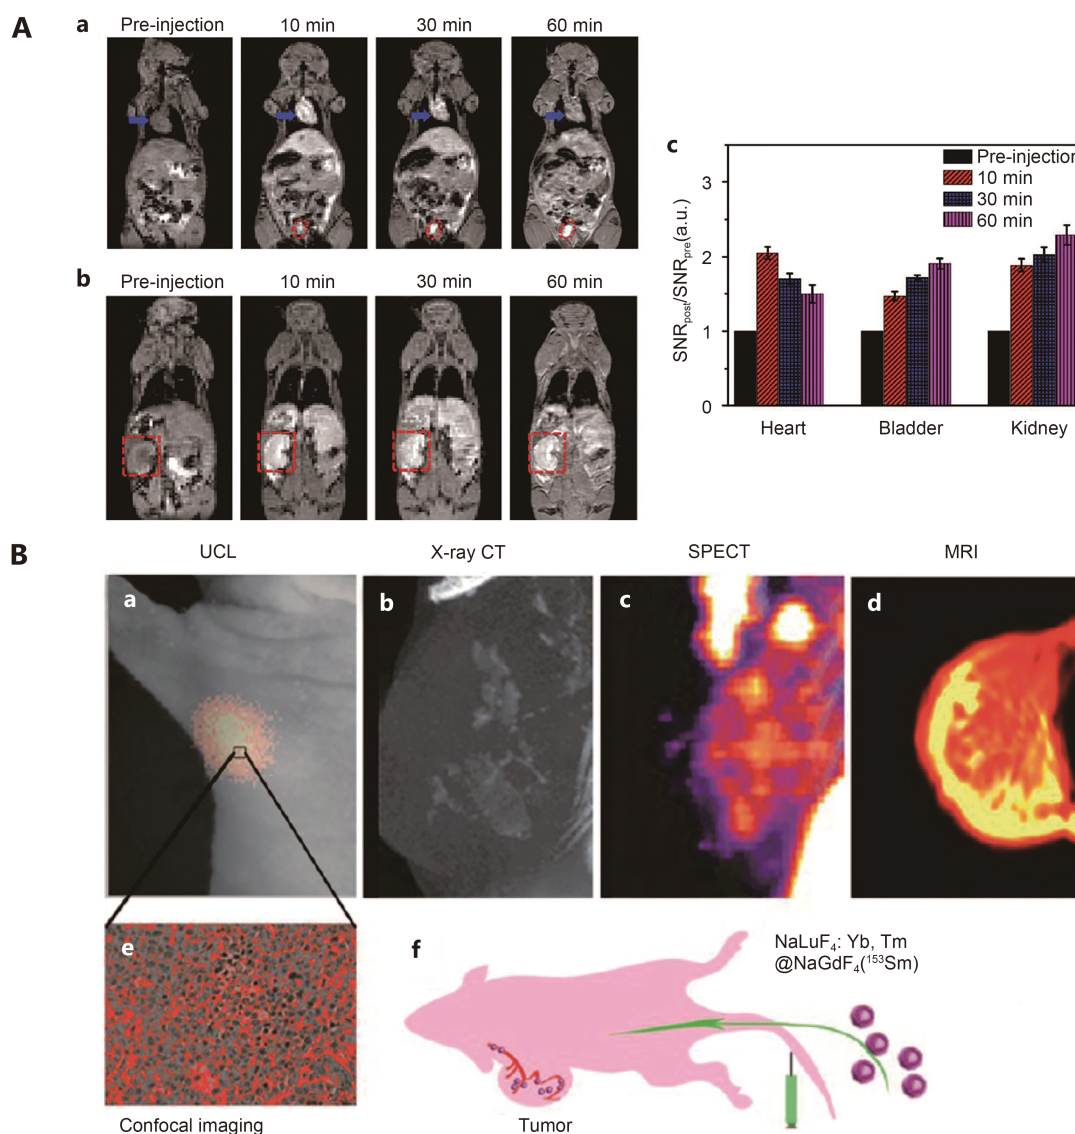 A
a
Pre-injection
10 min
30 min
60 min
b
Pre-injection
10 min
30 min
60 min
c
SNRpost/SNRpre(a.u.)
3
2
1
0
Pre-injection
10 min
30 min
60 min
Heart
Bladder
Kidney
B
UCL
X-ray CT
SPECT
MRI
a
b
c
d
e
f
NaLuF4: Yb, Tm
@NaGdF4(153Sm)
Confocal imaging
Tumor